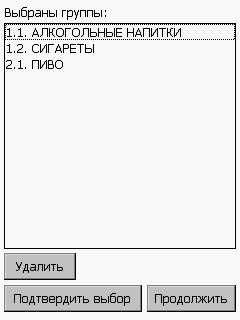 Выбраны группы:
1.1. АЛКОГОЛЬНЫЕ НАПИТКИ
1.2. СИГАРЕТЫ
2.1. ПИВО
Удалить
Подтвердить выбор
Продолжить